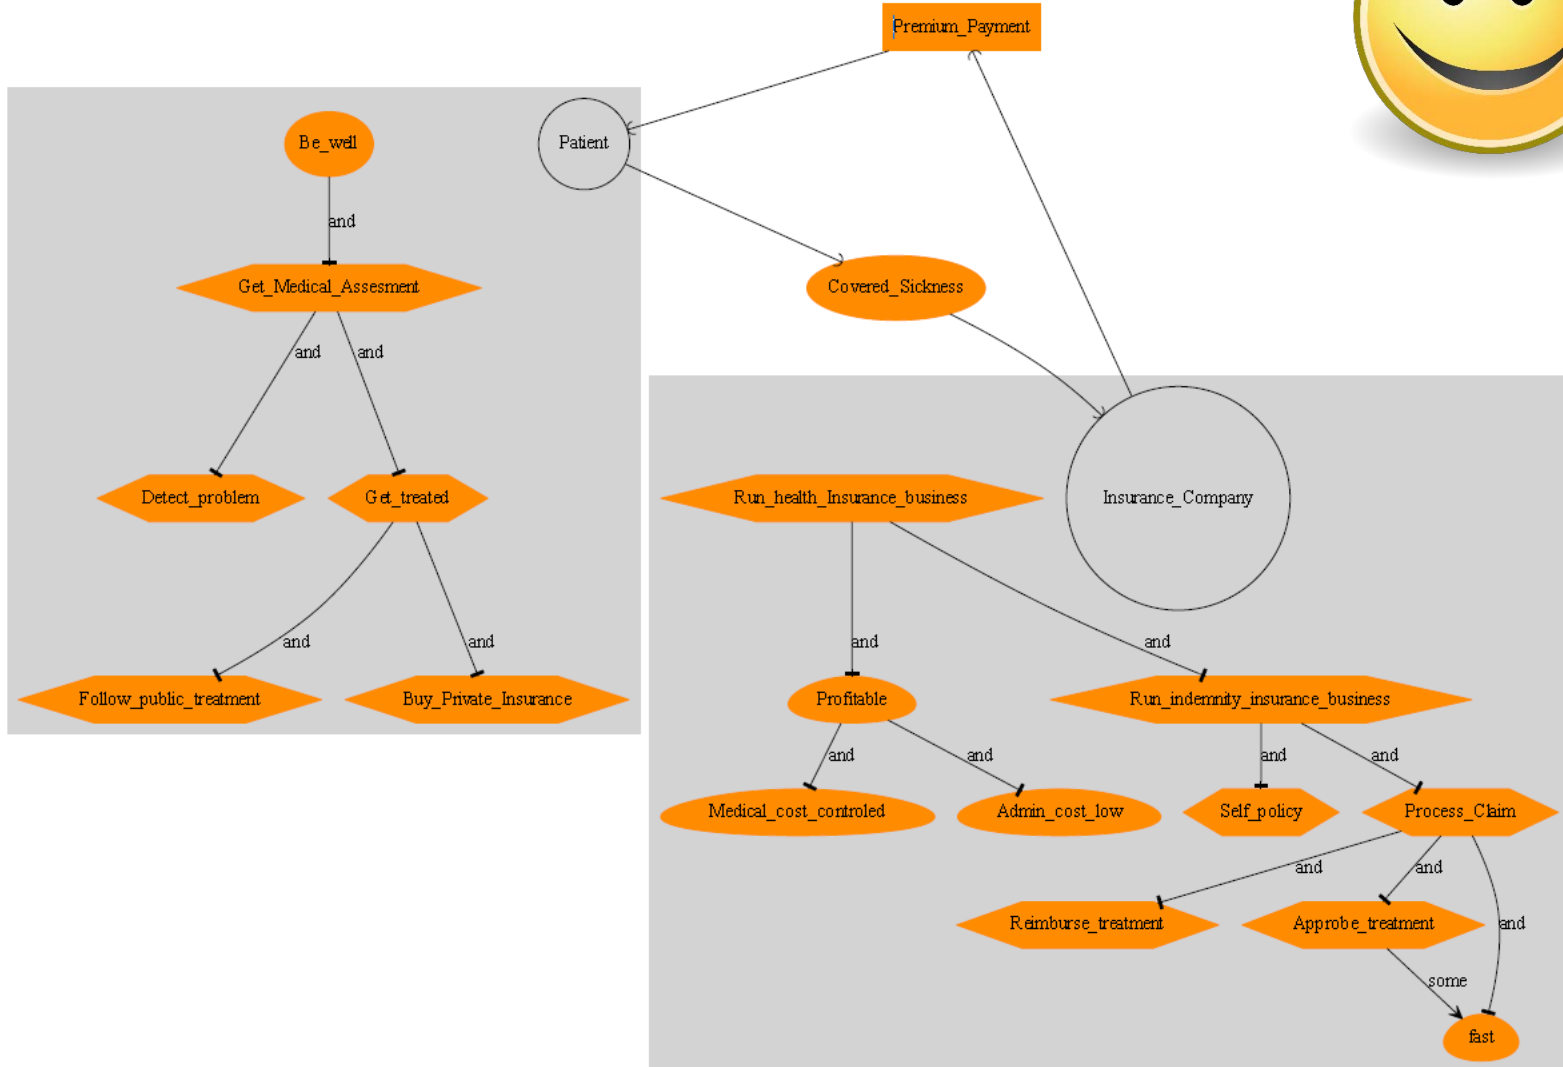 Premium_Payment
Be_well
Patient
and
Get_Medical_Assesment
Covered_Sickness
and
and
Detect_problem
Get_treated
Run_health_Insurance_business
Insurance_Company
and
and
and
and
Follow_public_treatment
Buy_Private_Insurance
Profitable
Run_indemnity_insurance_business
and
and
and
and
Medical_cost_controled
Admin_cost_low
Self_policy
Process_Claim
and
and
and
Reimburse_treatment
Approbe_treatment
some
fast